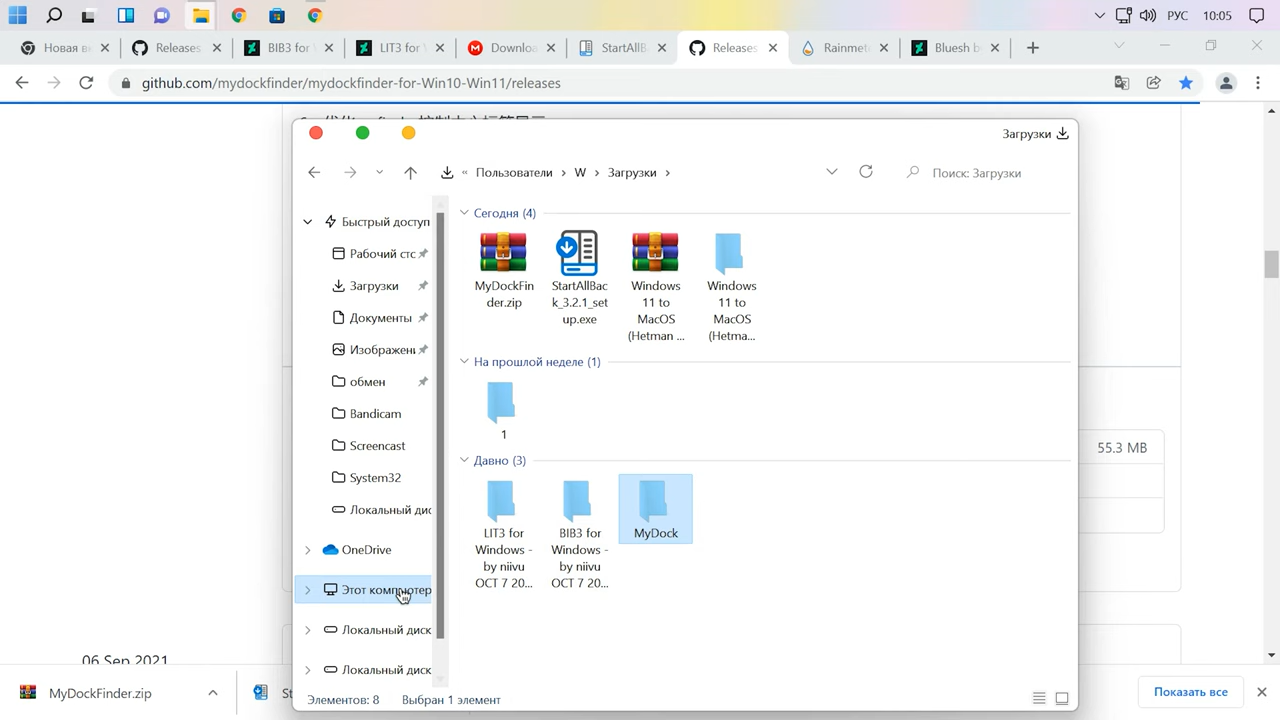 РУС
10:05
Новая вк
Releases
BIB3 for
LIT3 for
Downloa
StartAllBa
Releases
Rainmet
Bluesh b
github.com/mydockfinder/mydockfinder-for-Win10-Win11/releases
Загрузки
« Пользователи > W > Загрузки >
Поиск: Загрузки
Быстрый доступ
Рабочий стс
Загрузки
Документы
Изображени
обмен
Bandicam
Screencast
System32
Локальный дис
OneDrive
Этот компьютер
Локальный диск
Локальный диск
Сегодня (4)
MyDockFin
der.zip
StartAllBac
k_3.2.1_set
up.exe
Windows
11 to
MacOS
(Hetman ...
Windows
11 to
MacOS
(Hetma...
На прошлой неделе (1)
1
Давно (3)
LIT3 for
Windows -
by niivu
OCT 7 20...
BIB3 for
Windows -
by niivu
OCT 7 20...
MyDock
Элементов: 8
Выбран 1 элемент
55.3 MB
06 Sep 2021
MyDockFinder.zip
St
Показать все